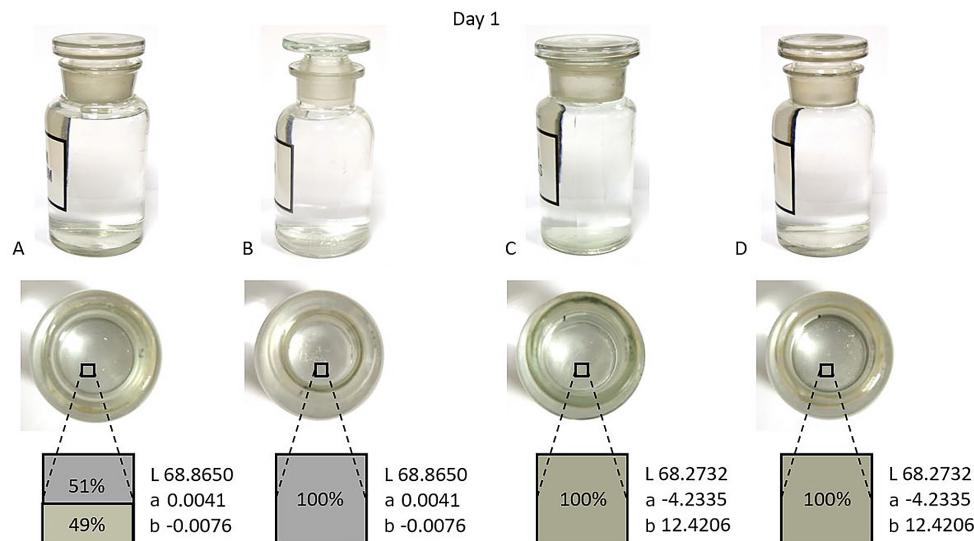 Day 1
A
B
C
D
51%
49%
L 68.8650
a 0.0041
b -0.0076
100%
L 68.8650
a 0.0041
b -0.0076
100%
L 68.2732
a -4.2335
b 12.4206
100%
L 68.2732
a -4.2335
b 12.4206